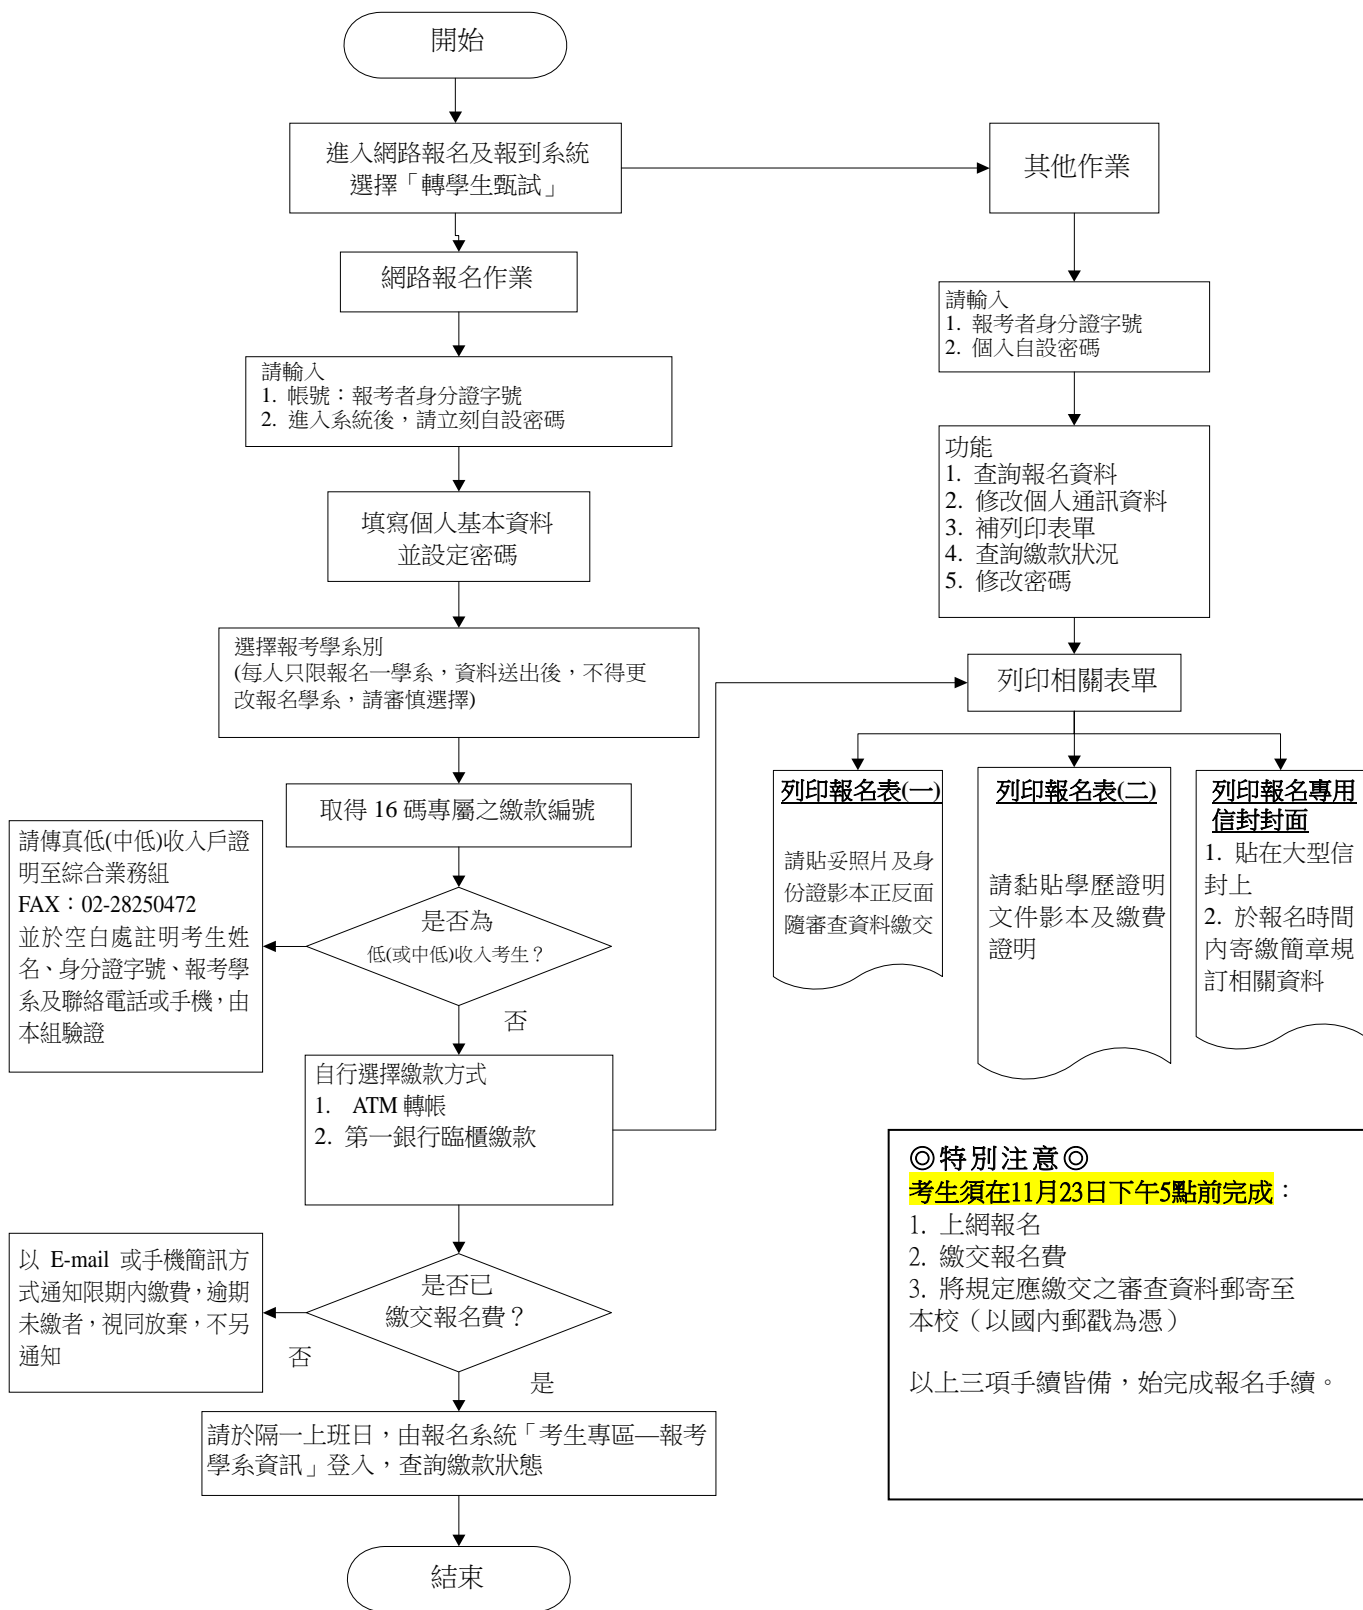 開始
進入網路報名及報到系統
選擇「轉學生甄試」
其他作業
網路報名作業
請輸入
1. 帳號：報考者身分證字號
2. 進入系統後，請立刻自設密碼
填寫個人基本資料
並設定密碼
選擇報考學系別
(每人只限報名一學系，資料送出後，不得更
改報名學系，請審慎選擇)
取得 16 碼專屬之繳款編號
請傳真低(中低)收入戶證
明至綜合業務組
FAX：02-28250472
並於空白處註明考生姓
名、身分證字號、報考學
系及聯絡電話或手機，由
本組驗證
是否為
低(或中低)收入考生？
否
自行選擇繳款方式
1. ATM 轉帳
2. 第一銀行臨櫃繳款
以 E-mail 或手機簡訊方
式通知限期內繳費，逾期
未繳者，視同放棄，不另
通知
是否已
繳交報名費？
否
是
請於隔一上班日，由報名系統「考生專區—報考
學系資訊」登入，查詢繳款狀態
結束
請輸入
1. 報考者身分證字號
2. 個入自設密碼
功能
1. 查詢報名資料
2. 修改個人通訊資料
3. 補列印表單
4. 查詢繳款狀況
5. 修改密碼
列印相關表單
列印報名表(一)
請貼妥照片及身
份證影本正反面
隨審查資料繳交
列印報名表(二)
請黏貼學歷證明
文件影本及繳費
證明
列印報名專用
信封封面
1. 貼在大型信
封上
2. 於報名時間
內寄繳簡章規
訂相關資料
◎特別注意◎
考生須在11月23日下午5點前完成：
1. 上網報名
2. 繳交報名費
3. 將規定應繳交之審查資料郵寄至
本校（以國內郵戳為憑）
以上三項手續皆備，始完成報名手續。